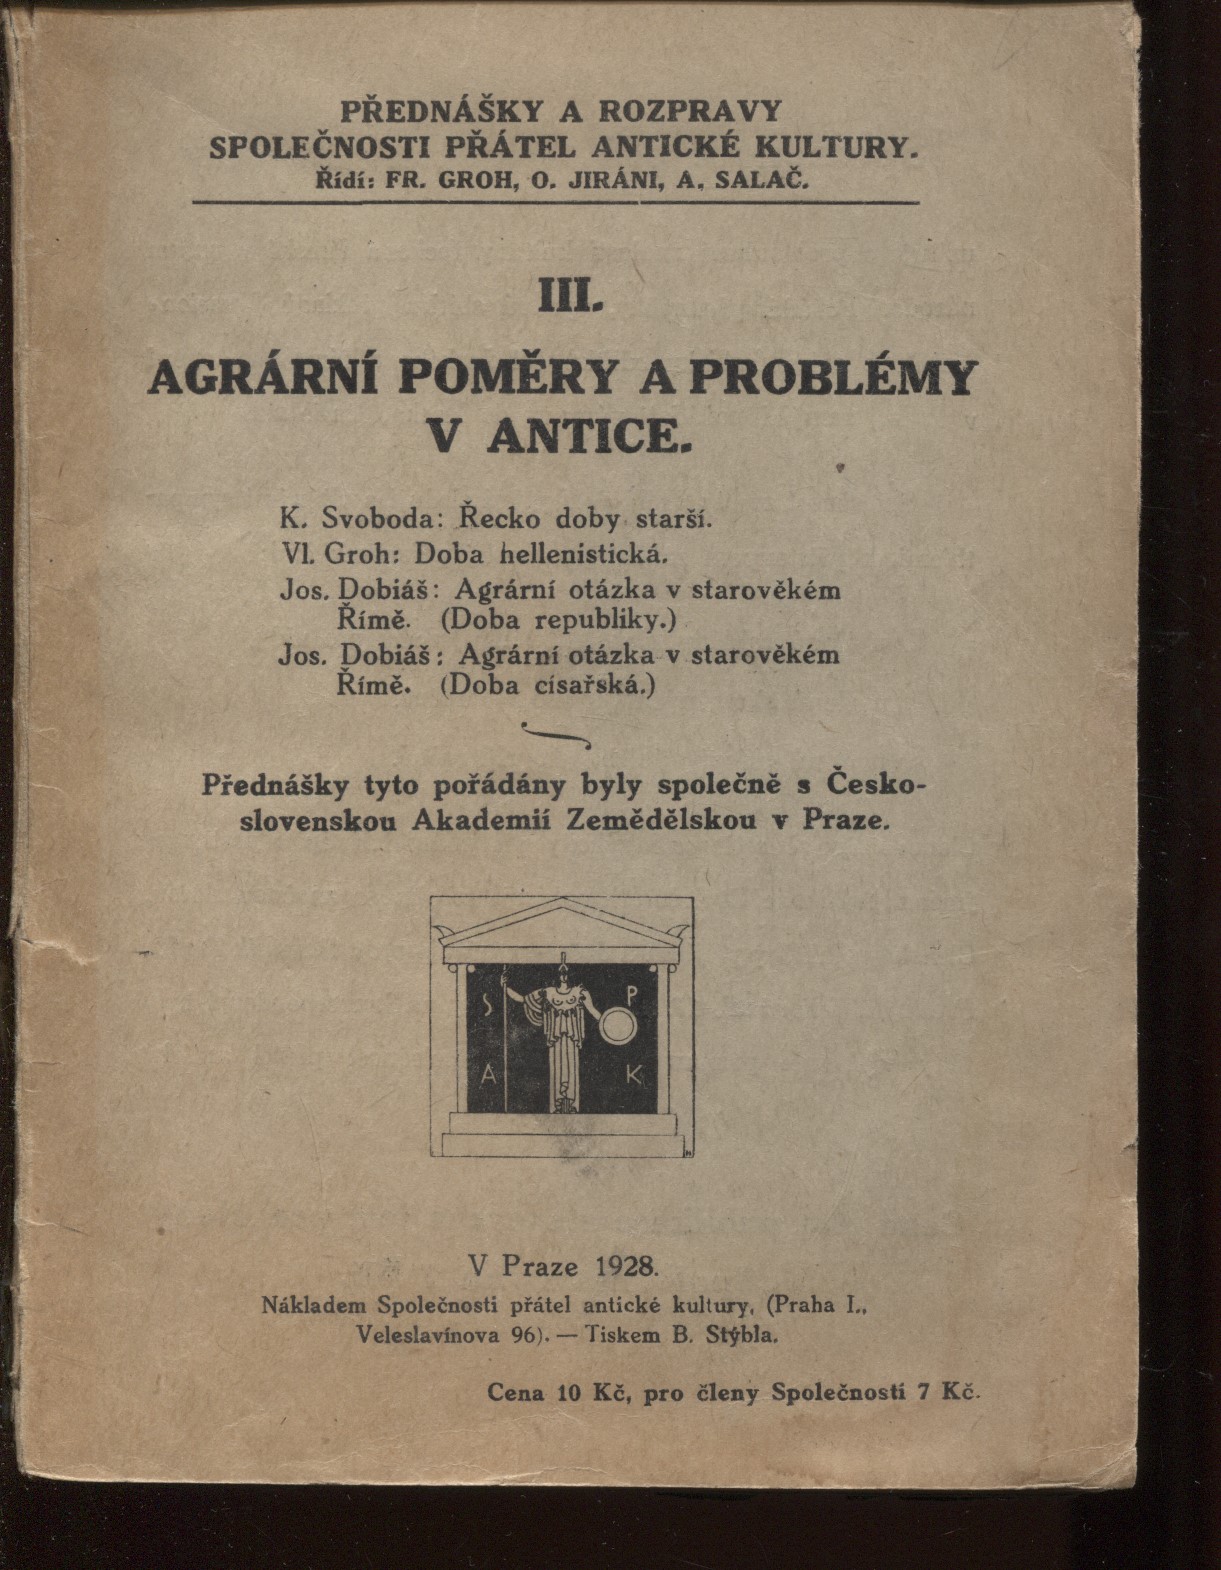 PŘEDNÁŠKY A ROZPRAVY
SPOLEČNOSTI PŘÁTEL ANTICKÉ KULTURY.
Řídí: FR. GROH, O. JIRÁNI, A. SALAČ.
III.
AGRÁRNÍ POMĚRY A PROBLÉMY
V ANTICE.
K. Svoboda: Řecko doby starší.
Vl. Groh: Doba hellenistická.
Jos. Dobiáš: Agrární otázka v starověkém
Římě. (Doba republiky.)
Jos. Dobiáš: Agrární otázka v starověkém
Římě. (Doba císařská.)
Přednášky tyto pořádány byly společně s Česko-
slovenskou Akademií Zemědělskou v Praze.
S P
A K
V Praze 1928.
Nákladem Společnosti přátel antické kultury, (Praha I.,
Veleslavínova 96). — Tiskem B. Stýbla.
Cena 10 Kč, pro členy Společnosti 7 Kč.